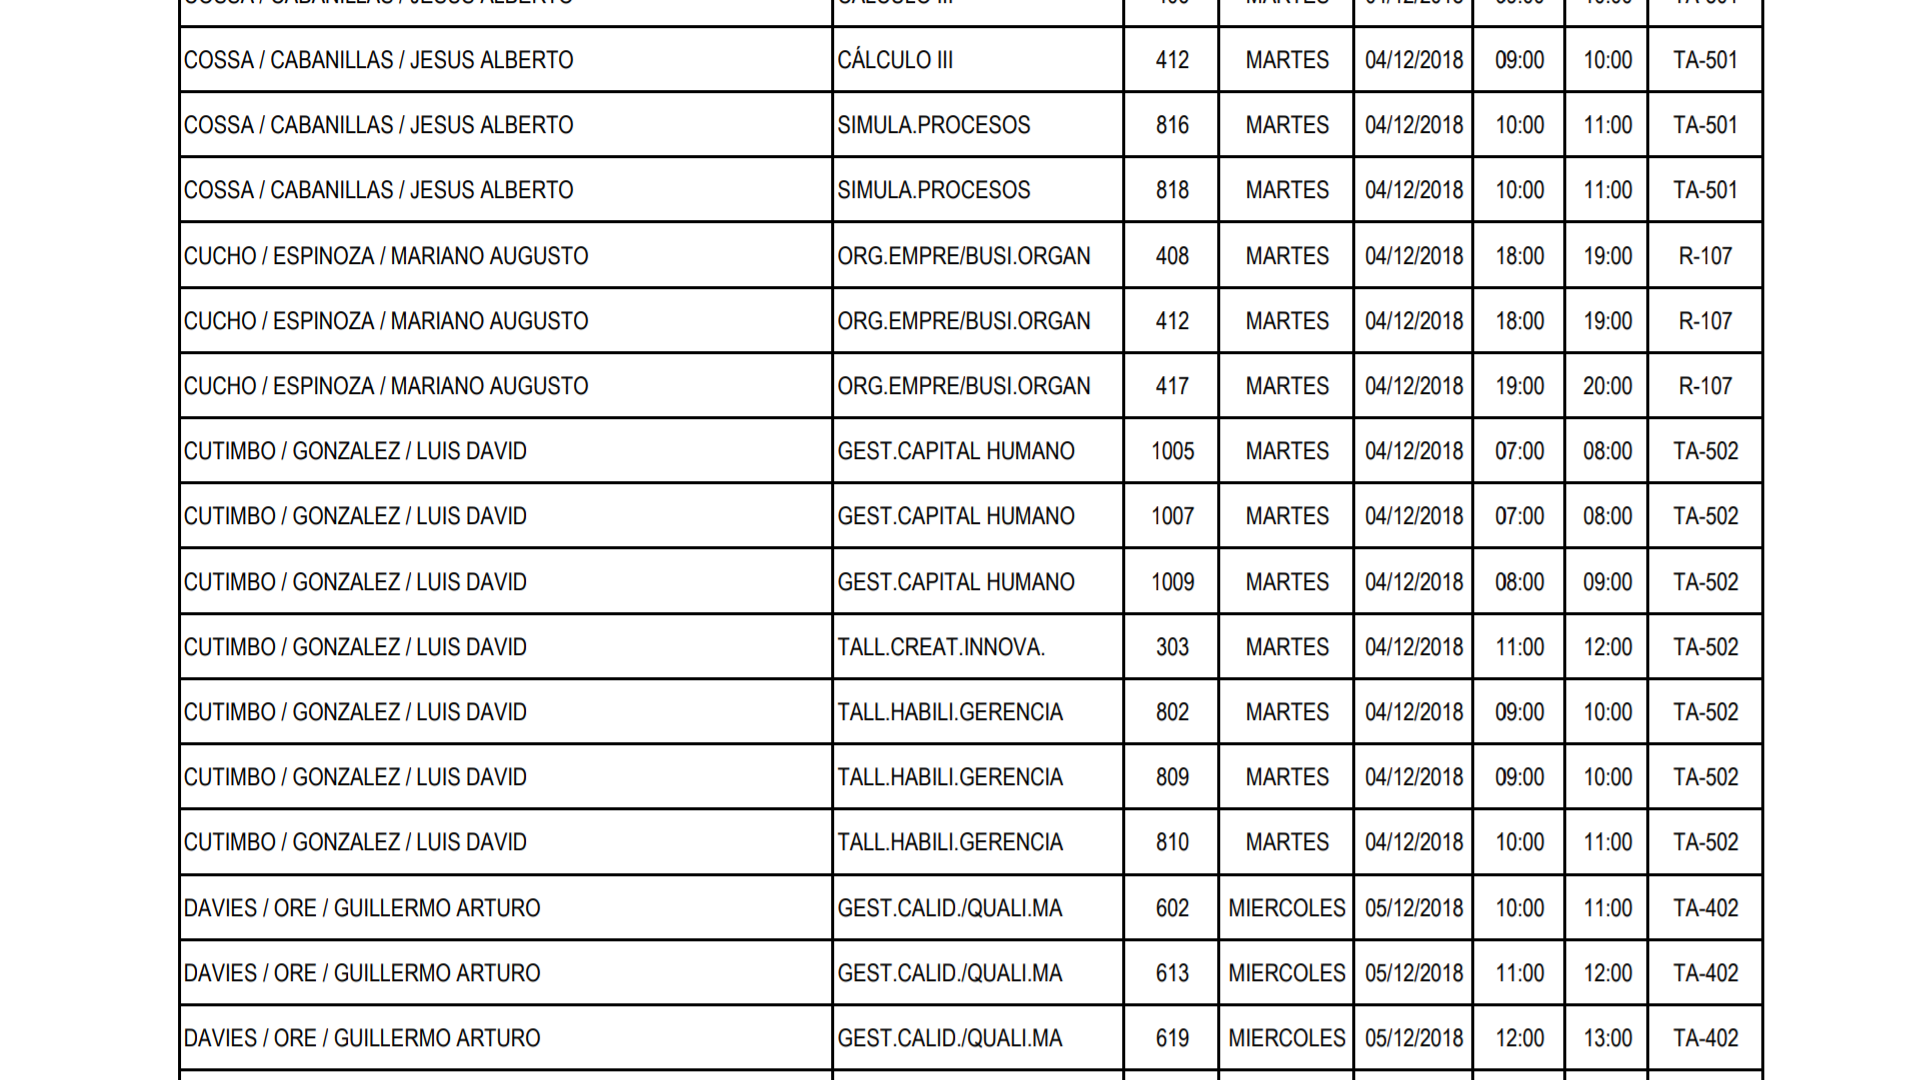 COSSA / CABANILLAS / JESUS ALBERTO CÁLCULO III MARTES 04/12/2018 TA-501
COSSA / CABANILLAS / JESUS ALBERTO CÁLCULO III 412 MARTES 04/12/2018 09:00 10:00 TA-501
COSSA / CABANILLAS / JESUS ALBERTO SIMULA.PROCESOS 816 MARTES 04/12/2018 10:00 11:00 TA-501
COSSA / CABANILLAS / JESUS ALBERTO SIMULA.PROCESOS 818 MARTES 04/12/2018 10:00 11:00 TA-501
CUCHO / ESPINOZA / MARIANO AUGUSTO ORG.EMPRE/BUSI.ORGAN 408 MARTES 04/12/2018 18:00 19:00 R-107
CUCHO / ESPINOZA / MARIANO AUGUSTO ORG.EMPRE/BUSI.ORGAN 412 MARTES 04/12/2018 18:00 19:00 R-107
CUCHO / ESPINOZA / MARIANO AUGUSTO ORG.EMPRE/BUSI.ORGAN 417 MARTES 04/12/2018 19:00 20:00 R-107
CUTIMBO / GONZALEZ / LUIS DAVID GEST.CAPITAL HUMANO 1005 MARTES 04/12/2018 07:00 08:00 TA-502
CUTIMBO / GONZALEZ / LUIS DAVID GEST.CAPITAL HUMANO 1007 MARTES 04/12/2018 07:00 08:00 TA-502
CUTIMBO / GONZALEZ / LUIS DAVID GEST.CAPITAL HUMANO 1009 MARTES 04/12/2018 08:00 09:00 TA-502
CUTIMBO / GONZALEZ / LUIS DAVID TALL.CREAT.INNOVA. 303 MARTES 04/12/2018 11:00 12:00 TA-502
CUTIMBO / GONZALEZ / LUIS DAVID TALL.HABILI.GERENCIA 802 MARTES 04/12/2018 09:00 10:00 TA-502
CUTIMBO / GONZALEZ / LUIS DAVID TALL.HABILI.GERENCIA 809 MARTES 04/12/2018 09:00 10:00 TA-502
CUTIMBO / GONZALEZ / LUIS DAVID TALL.HABILI.GERENCIA 810 MARTES 04/12/2018 10:00 11:00 TA-502
DAVIES / ORE / GUILLERMO ARTURO GEST.CALID./QUALI.MA 602 MIERCOLES 05/12/2018 10:00 11:00 TA-402
DAVIES / ORE / GUILLERMO ARTURO GEST.CALID./QUALI.MA 613 MIERCOLES 05/12/2018 11:00 12:00 TA-402
DAVIES / ORE / GUILLERMO ARTURO GEST.CALID./QUALI.MA 619 MIERCOLES 05/12/2018 12:00 13:00 TA-402